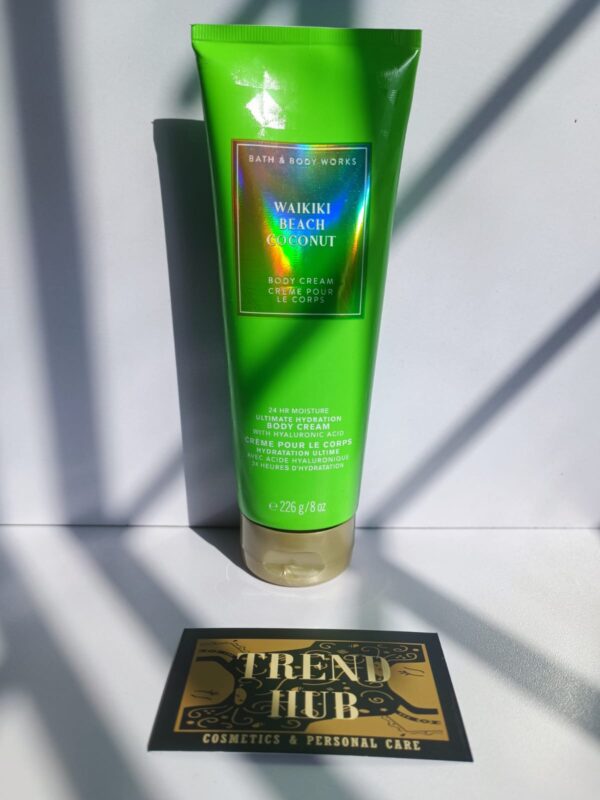 BATH & BODY WORKS
WAIKIKI
BEACH
COCONUT
BODY CREAM
CRÈME POUR
LE CORPS
24 HR MOISTURE
ULTIMATE HYDRATION
BODY CREAM
WITH HYALURONIC ACID
CRÈME POUR LE CORPS
HYDRATATION ULTIME
AVEC ACIDE HYALURONIQUE
24 HEURES D'HYDRATATION
℮ 226 g/8 oz
TREND
HUB
COSMETICS & PERSONAL CARE